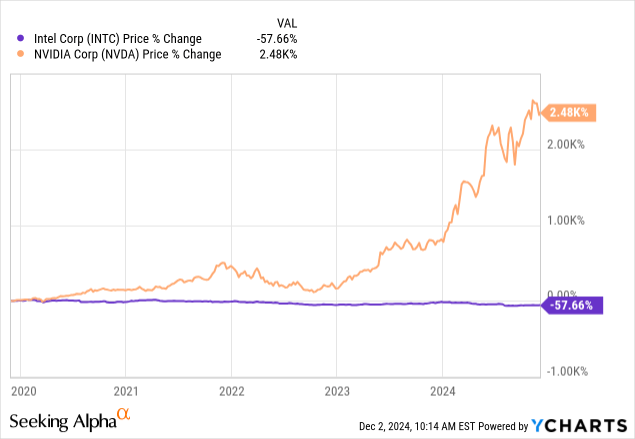 VAL
Intel Corp (INTC) Price % Change -57.66%
NVIDIA Corp (NVDA) Price % Change 2.48K%
2.48K%
2.00K%
1.00K%
0.00%
-57.66%
-1.00K%
2020 2021 2022 2023 2024
Seeking Alphaα
Dec 2, 2024, 10:14 AM EST Powered by YCHARTS